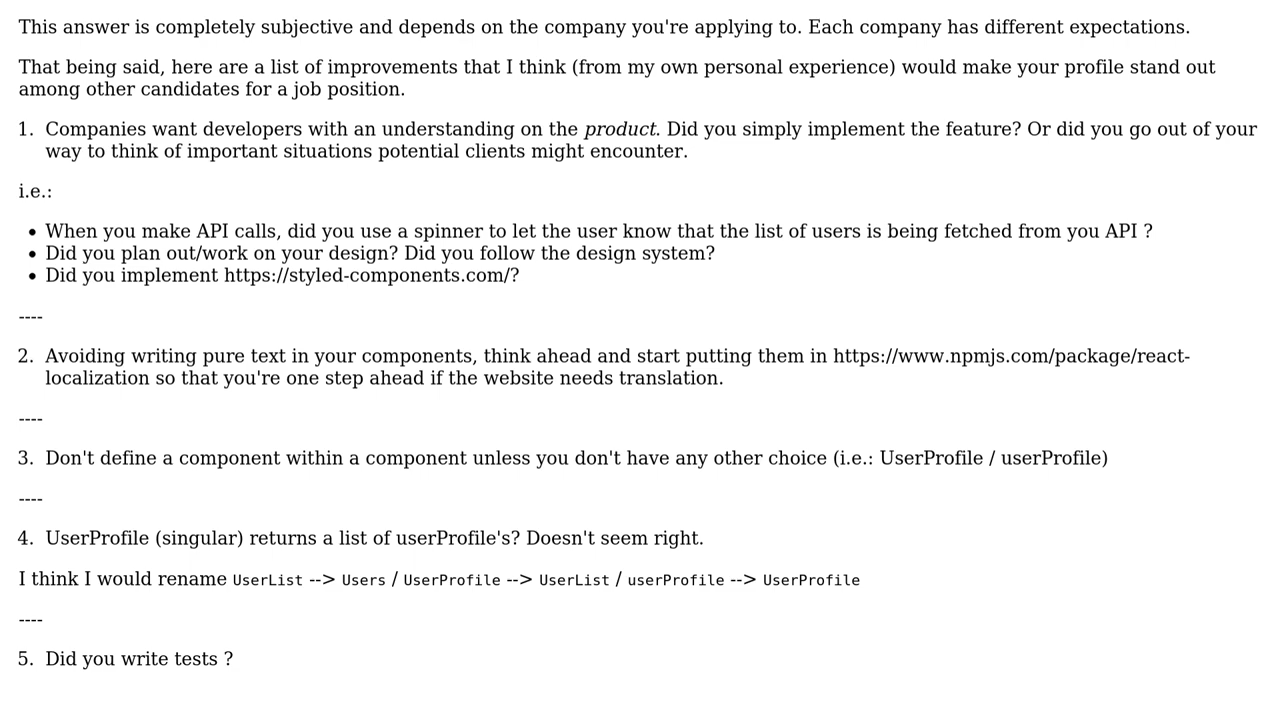 This answer is completely subjective and depends on the company you're applying to. Each company has different expectations.
That being said, here are a list of improvements that I think (from my own personal experience) would make your profile stand out
among other candidates for a job position.
1. Companies want developers with an understanding on the product. Did you simply implement the feature? Or did you go out of your
way to think of important situations potential clients might encounter.
i.e.:
• When you make API calls, did you use a spinner to let the user know that the list of users is being fetched from you API ?
• Did you plan out/work on your design? Did you follow the design system?
• Did you implement https://styled-components.com/?
----
2. Avoiding writing pure text in your components, think ahead and start putting them in https://www.npmjs.com/package/react-
localization so that you're one step ahead if the website needs translation.
----
3. Don't define a component within a component unless you don't have any other choice (i.e.: UserProfile / userProfile)
----
4. UserProfile (singular) returns a list of userProfile's? Doesn't seem right.
I think I would rename UserList --> Users / UserProfile --> UserList / userProfile --> UserProfile
----
5. Did you write tests ?